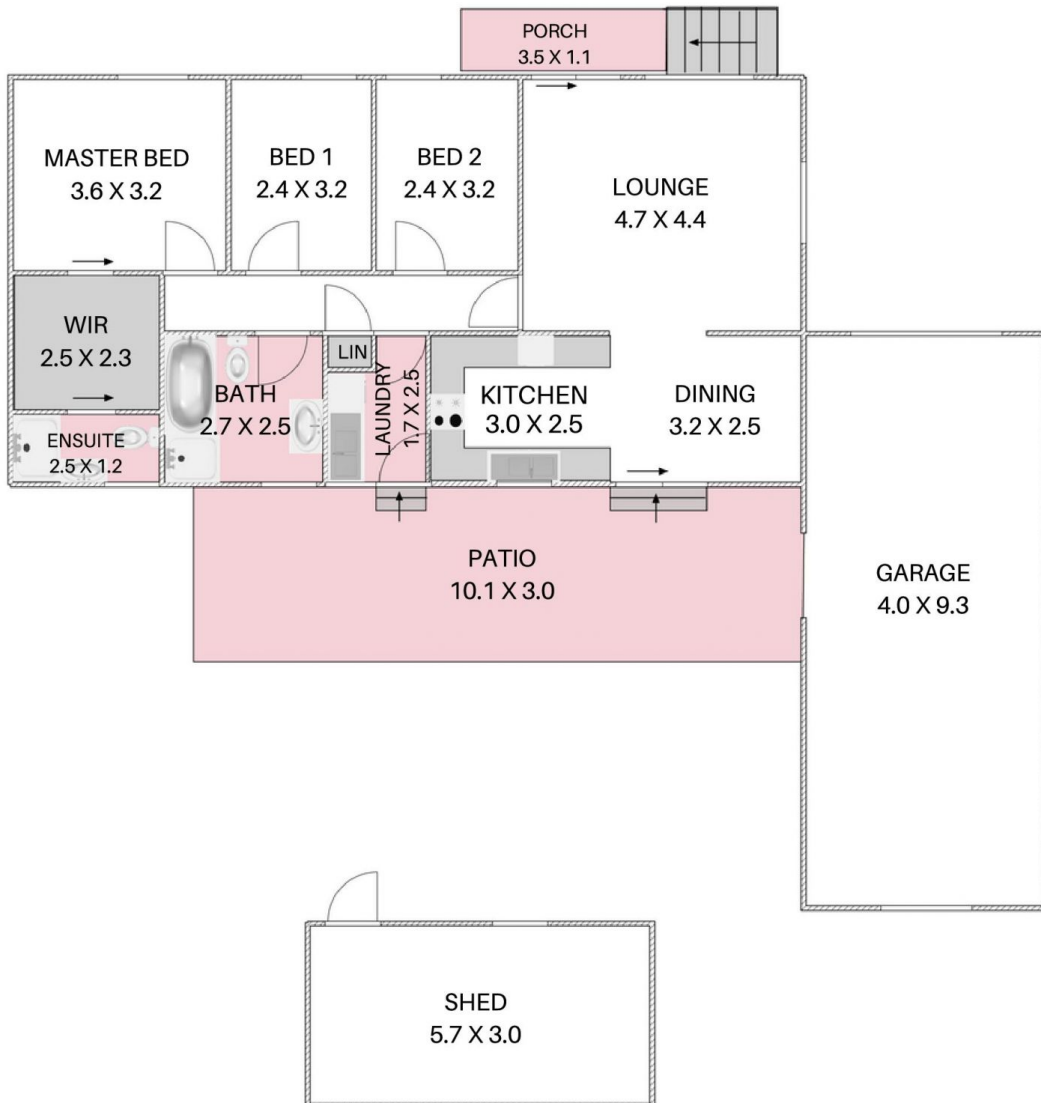 PORCH
3.5 X 1.1
MASTER BED
3.6 X 3.2
BED 1
2.4 X 3.2
BED 2
2.4 X 3.2
LOUNGE
4.7 X 4.4
WIR
2.5 X 2.3
LIN
BATH
2.7 X 2.5
LAUNDRY
1.7 X 2.5
KITCHEN
3.0 X 2.5
DINING
3.2 X 2.5
ENSUITE
2.5 X 1.2
PATIO
10.1 X 3.0
GARAGE
4.0 X 9.3
SHED
5.7 X 3.0